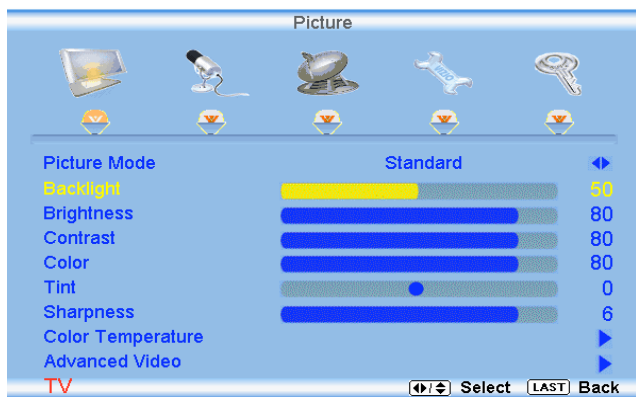 Picture
Picture Mode Standard
Backlight 50
Brightness 80
Contrast 80
Color 80
Tint 0
Sharpness 6
Color Temperature
Advanced Video
TV Select LAST Back